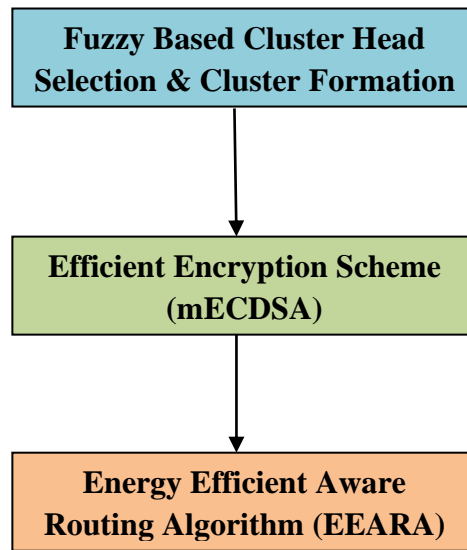 Fuzzy Based Cluster Head
Selection & Cluster Formation
Efficient Encryption Scheme
(mECDSA)
Energy Efficient Aware
Routing Algorithm (EEARA)